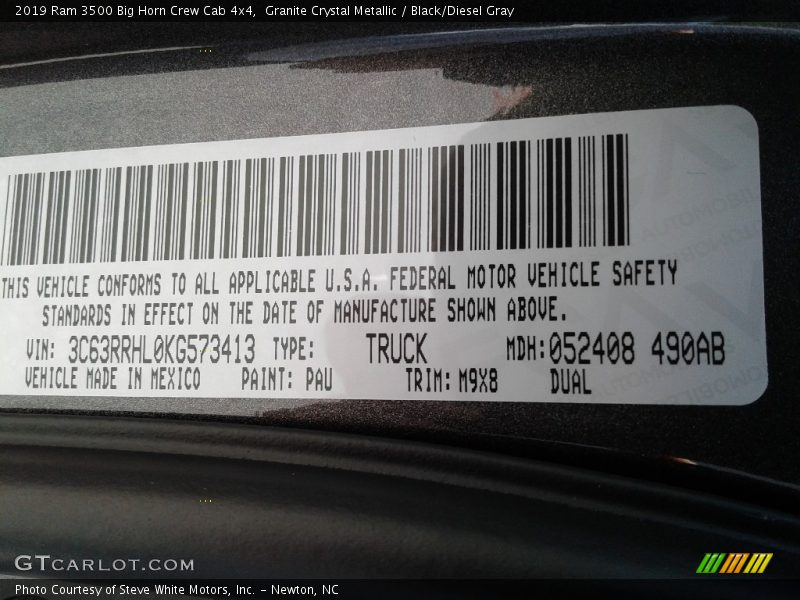 2019 Ram 3500 Big Horn Crew Cab 4x4, Granite Crystal Metallic / Black/Diesel Gray
THIS VEHICLE CONFORMS TO ALL APPLICABLE U.S.A. FEDERAL MOTOR VEHICLE SAFETY
STANDARDS IN EFFECT ON THE DATE OF MANUFACTURE SHOWN ABOVE.
VIN: 3C63RRHL0KG573413 TYPE: TRUCK MDH:052408 490AB
VEHICLE MADE IN MEXICO PAINT: PAU TRIM: M9X8 DUAL
GTCARLOT.COM
Photo Courtesy of Steve White Motors, Inc. – Newton, NC